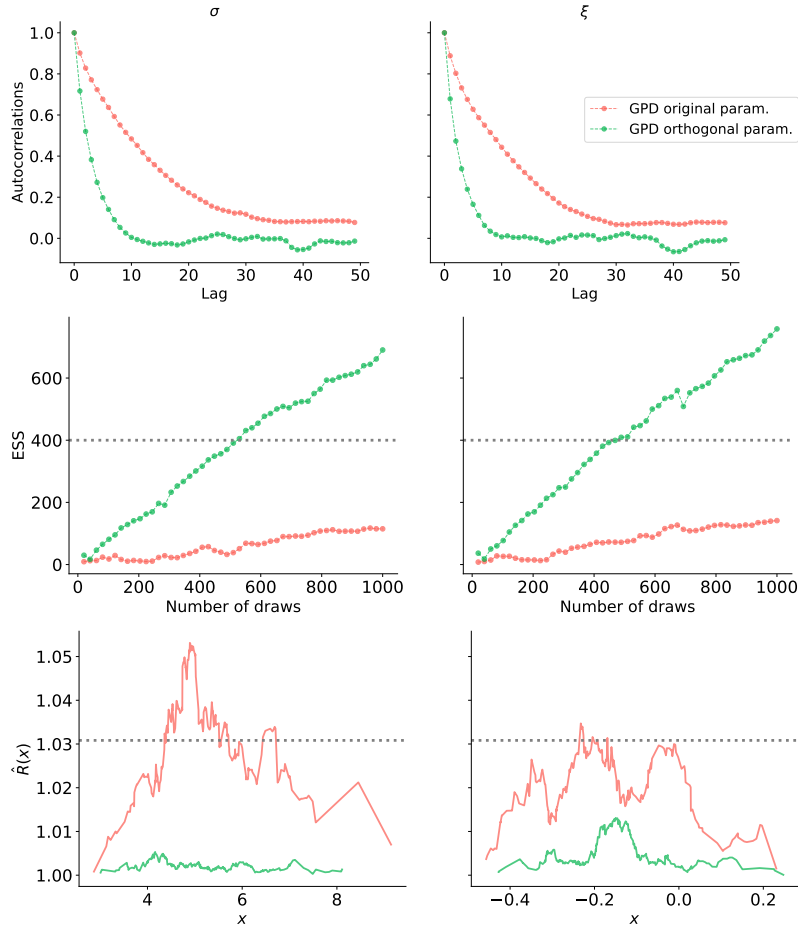 σ
ξ
1.0
0.8
0.6
0.4
0.2
0.0
Autocorrelations
0 10 20 30 40 50
Lag
GPD original param.
GPD orthogonal param.
0 10 20 30 40 50
Lag
600
400
200
0
ESS
0 200 400 600 800 1000
Number of draws
0 200 400 600 800 1000
Number of draws
1.05
1.04
1.03
1.02
1.01
1.00
R̂(x)
4 6 8
x
−0.4 −0.2 0.0 0.2
x